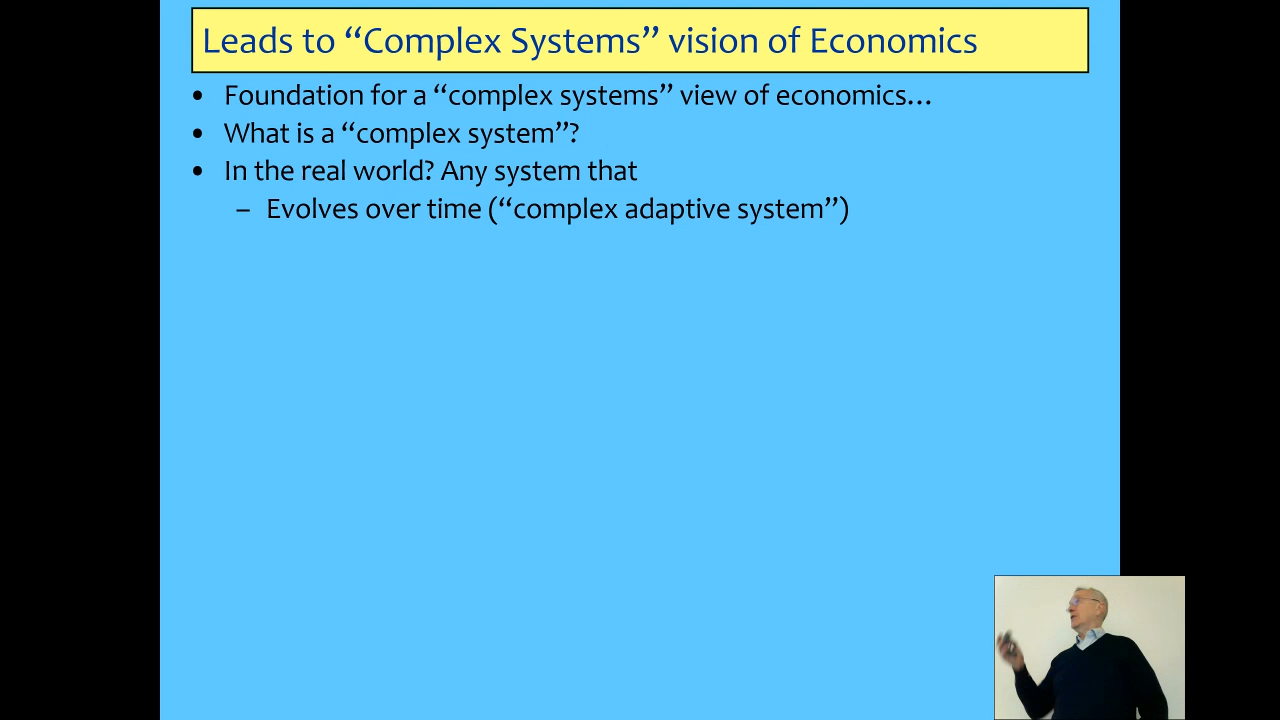 Leads to “Complex Systems” vision of Economics
• Foundation for a “complex systems” view of economics…
• What is a “complex system”?
• In the real world? Any system that
– Evolves over time (“complex adaptive system”)